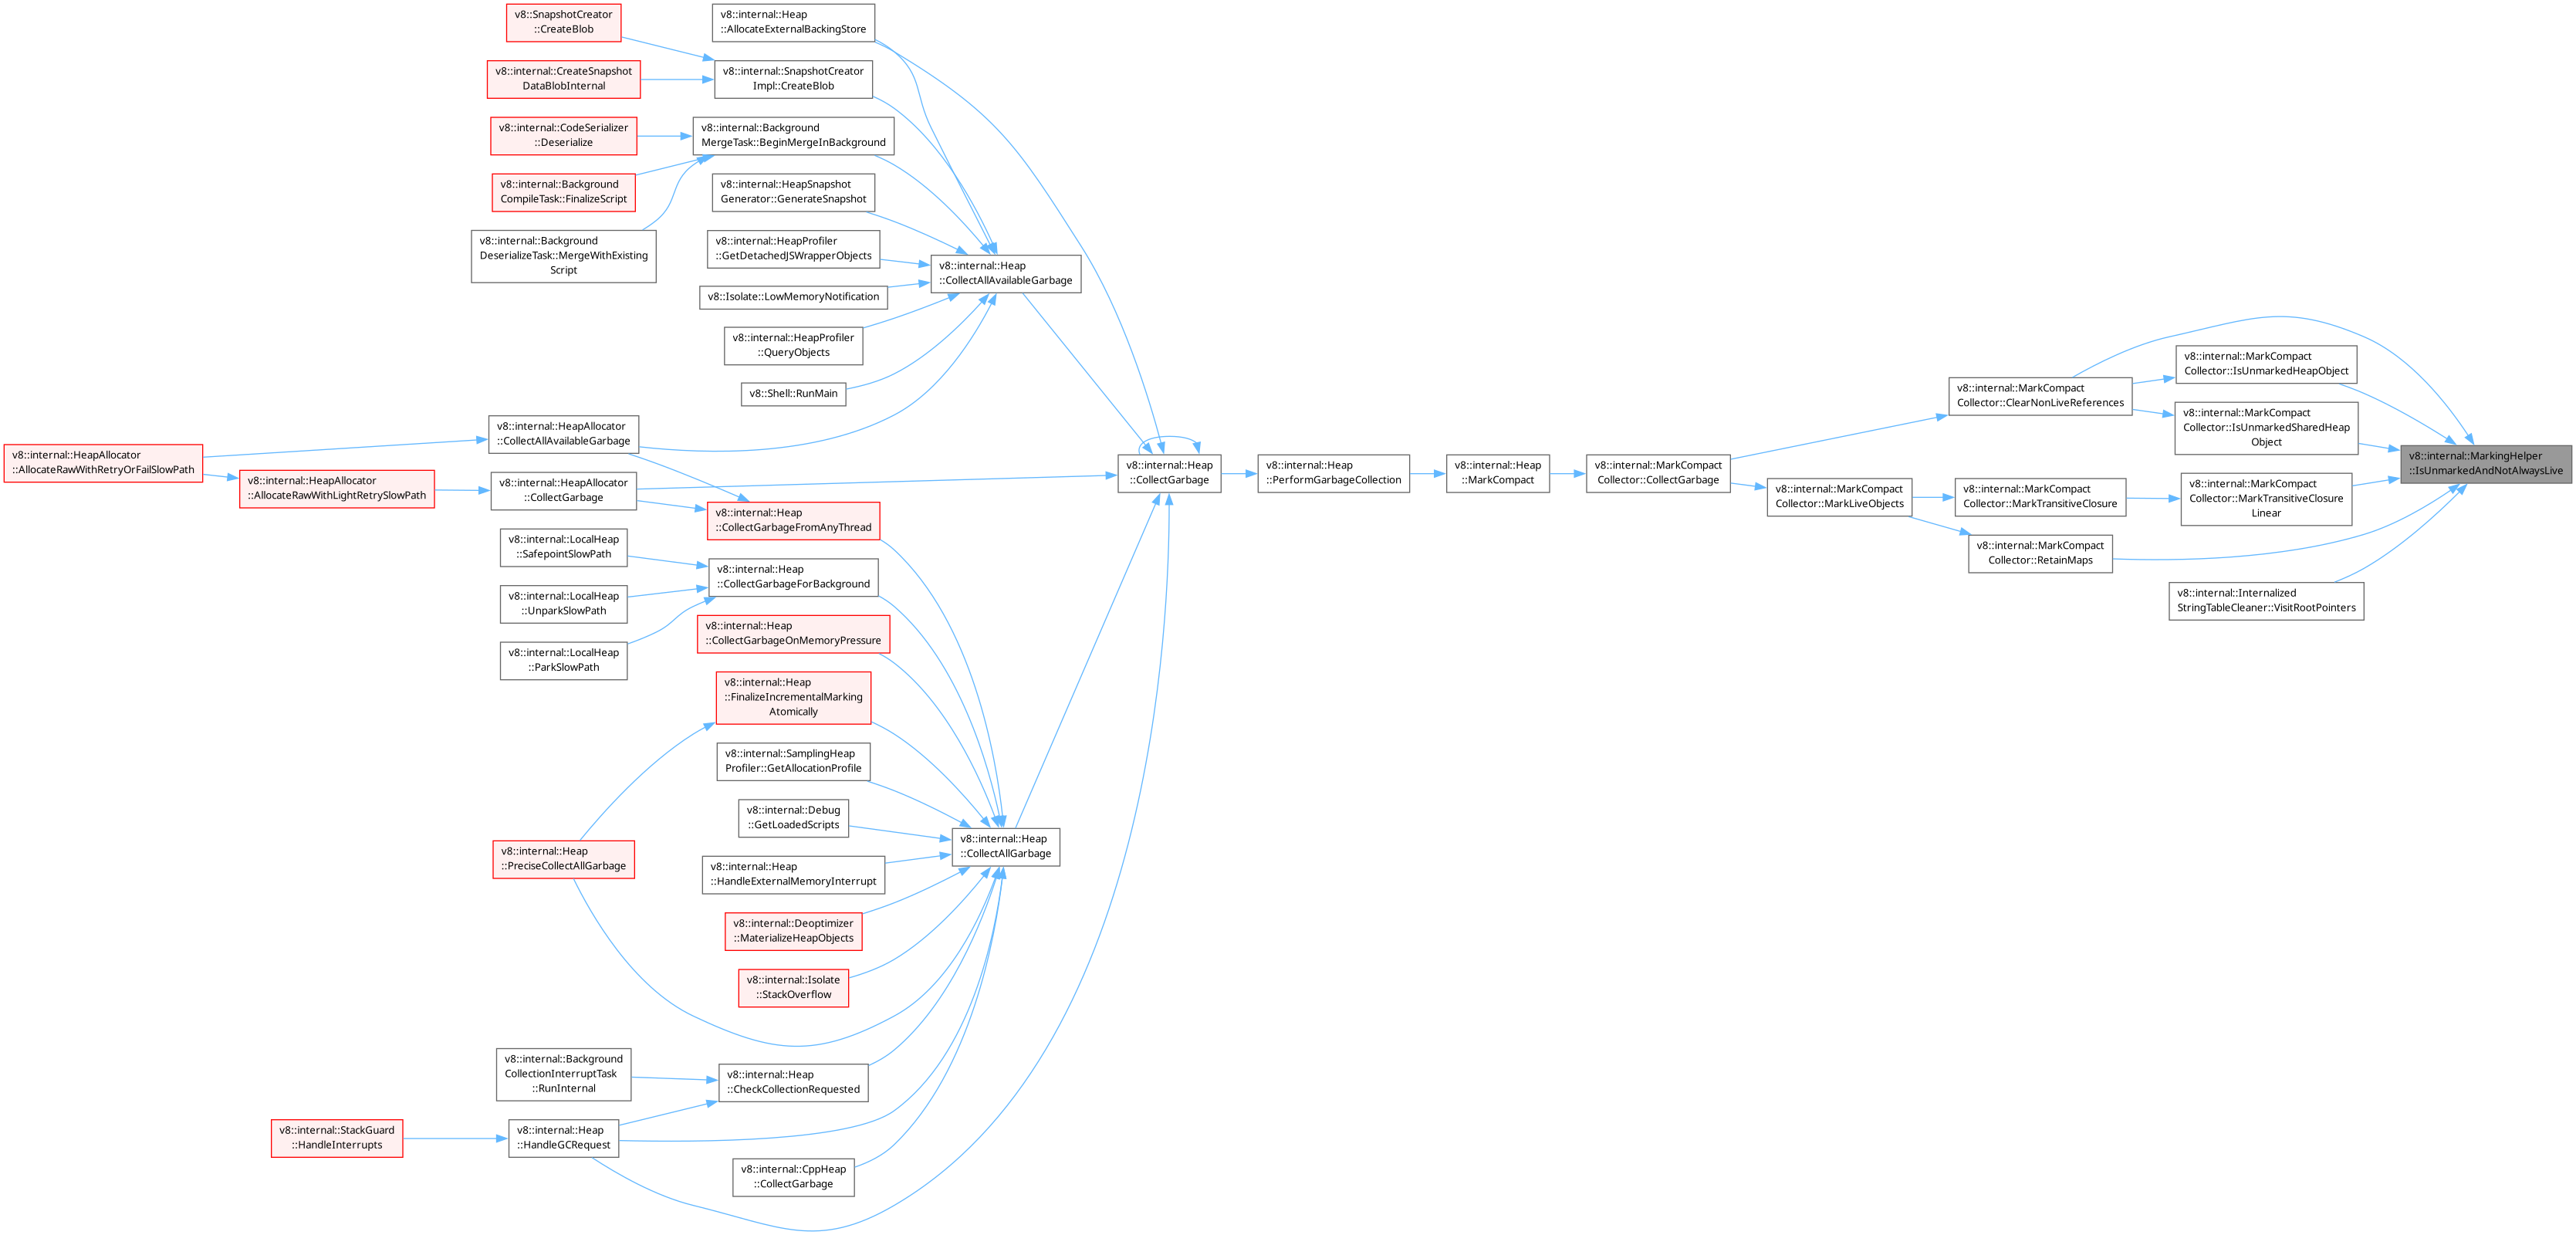 v8::SnapshotCreator
::CreateBlob
v8::internal::CreateSnapshot
DataBlobInternal
v8::internal::CodeSerializer
::Deserialize
v8::internal::Background
CompileTask::FinalizeScript
v8::internal::Background
DeserializeTask::MergeWithExisting
Script
v8::internal::Heap
::AllocateExternalBackingStore
v8::internal::SnapshotCreator
Impl::CreateBlob
v8::internal::Background
MergeTask::BeginMergeInBackground
v8::internal::HeapSnapshot
Generator::GenerateSnapshot
v8::internal::HeapProfiler
::GetDetachedJSWrapperObjects
v8::Isolate::LowMemoryNotification
v8::internal::HeapProfiler
::QueryObjects
v8::Shell::RunMain
v8::internal::Heap
::CollectAllAvailableGarbage
v8::internal::HeapAllocator
::CollectAllAvailableGarbage
v8::internal::HeapAllocator
::AllocateRawWithRetryOrFailSlowPath
v8::internal::HeapAllocator
::AllocateRawWithLightRetrySlowPath
v8::internal::HeapAllocator
::CollectGarbage
v8::internal::Heap
::CollectGarbageFromAnyThread
v8::internal::LocalHeap
::SafepointSlowPath
v8::internal::LocalHeap
::UnparkSlowPath
v8::internal::LocalHeap
::ParkSlowPath
v8::internal::Heap
::CollectGarbageForBackground
v8::internal::Heap
::CollectGarbageOnMemoryPressure
v8::internal::Heap
::FinalizeIncrementalMarking
Atomically
v8::internal::SamplingHeap
Profiler::GetAllocationProfile
v8::internal::Debug
::GetLoadedScripts
v8::internal::Heap
::PreciseCollectAllGarbage
v8::internal::Heap
::HandleExternalMemoryInterrupt
v8::internal::Deoptimizer
::MaterializeHeapObjects
v8::internal::Isolate
::StackOverflow
v8::internal::Heap
::CollectAllGarbage
v8::internal::Background
CollectionInterruptTask
::RunInternal
v8::internal::Heap
::CheckCollectionRequested
v8::internal::StackGuard
::HandleInterrupts
v8::internal::Heap
::HandleGCRequest
v8::internal::CppHeap
::CollectGarbage
v8::internal::Heap
::CollectGarbage
v8::internal::Heap
::PerformGarbageCollection
v8::internal::Heap
::MarkCompact
v8::internal::MarkCompact
Collector::CollectGarbage
v8::internal::MarkCompact
Collector::ClearNonLiveReferences
v8::internal::MarkCompact
Collector::MarkLiveObjects
v8::internal::MarkCompact
Collector::MarkTransitiveClosure
v8::internal::MarkCompact
Collector::RetainMaps
v8::internal::MarkCompact
Collector::IsUnmarkedHeapObject
v8::internal::MarkCompact
Collector::IsUnmarkedSharedHeap
Object
v8::internal::MarkCompact
Collector::MarkTransitiveClosure
Linear
v8::internal::Internalized
StringTableCleaner::VisitRootPointers
v8::internal::MarkingHelper
::IsUnmarkedAndNotAlwaysLive